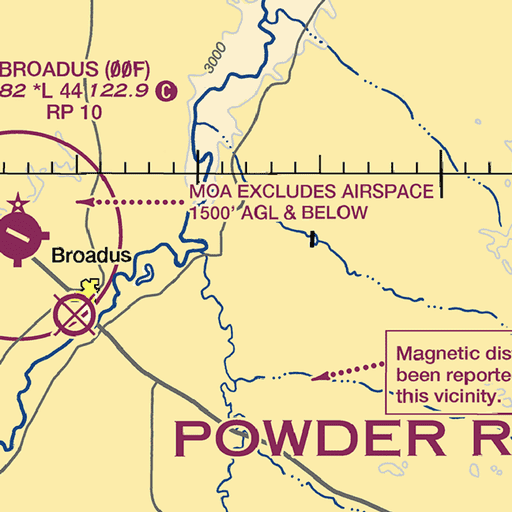 3000
BROADUS (ØØF)
82 *L 44 122.9 C
RP 10
MOA EXCLUDES AIRSPACE
1500' AGL & BELOW
Broadus
Magnetic dis
been reporte
this vicinity.
POWDER R